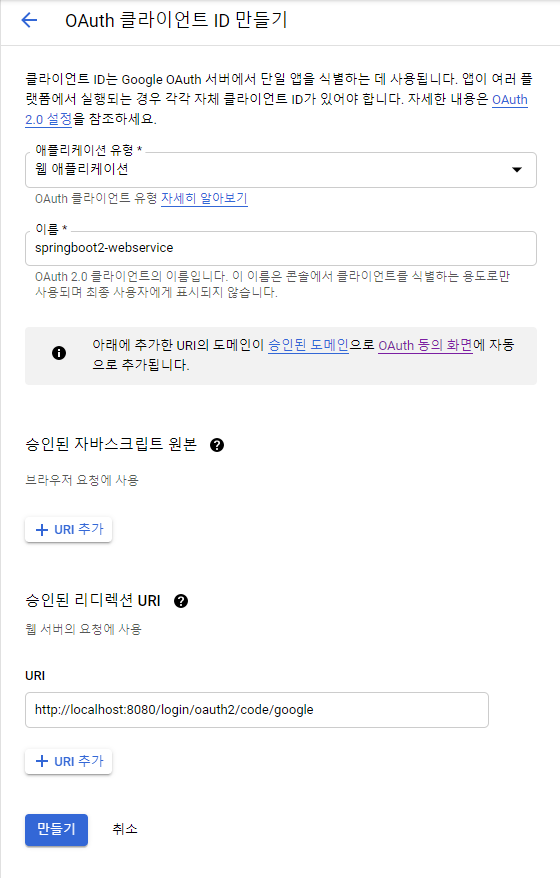 OAuth 클라이언트 ID 만들기
클라이언트 ID는 Google OAuth 서버에서 단일 앱을 식별하는 데 사용됩니다. 앱이 여러 플
랫폼에서 실행되는 경우 각각 자체 클라이언트 ID가 있어야 합니다. 자세한 내용은 OAuth
2.0 설정을 참조하세요.
애플리케이션 유형 *
웹 애플리케이션
OAuth 클라이언트 유형 자세히 알아보기
이름 *
springboot2-webservice
OAuth 2.0 클라이언트의 이름입니다. 이 이름은 콘솔에서 클라이언트를 식별하는 용도로만
사용되며 최종 사용자에게 표시되지 않습니다.
아래에 추가한 URI의 도메인이 승인된 도메인으로 OAuth 동의 화면에 자동
으로 추가됩니다.
승인된 자바스크립트 원본
브라우저 요청에 사용
+ URI 추가
승인된 리디렉션 URI
웹 서버의 요청에 사용
URI
http://localhost:8080/login/oauth2/code/google
+ URI 추가
만들기 취소